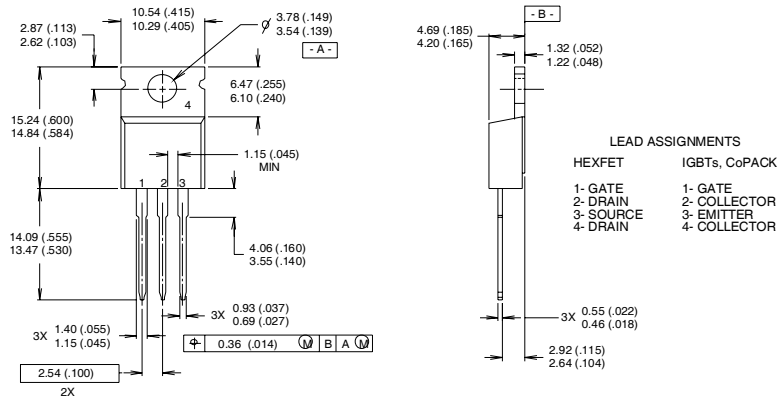 2.87 (.113)
2.62 (.103)
10.54 (.415)
10.29 (.405)
ø 3.78 (.149)
3.54 (.139)
- A -
4
6.47 (.255)
6.10 (.240)
15.24 (.600)
14.84 (.584)
1.15 (.045)
MIN
1 2 3
14.09 (.555)
13.47 (.530)
4.06 (.160)
3.55 (.140)
3X 0.93 (.037)
0.69 (.027)
3X 1.40 (.055)
1.15 (.045)
⌖ 0.36 (.014) Ⓜ B A Ⓜ
2.54 (.100)
2X
- B -
4.69 (.185)
4.20 (.165)
1.32 (.052)
1.22 (.048)
3X 0.55 (.022)
0.46 (.018)
2.92 (.115)
2.64 (.104)
LEAD ASSIGNMENTS
HEXFET
1- GATE
2- DRAIN
3- SOURCE
4- DRAIN
IGBTs, CoPACK
1- GATE
2- COLLECTOR
3- EMITTER
4- COLLECTOR